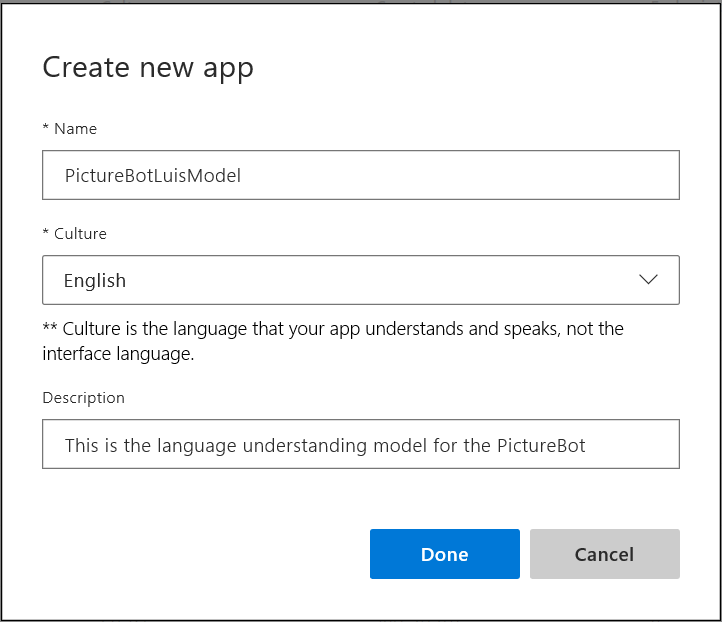 Create new app
* Name
PictureBotLuisModel
* Culture
English
** Culture is the language that your app understands and speaks, not the
interface language.
Description
This is the language understanding model for the PictureBot
Done
Cancel